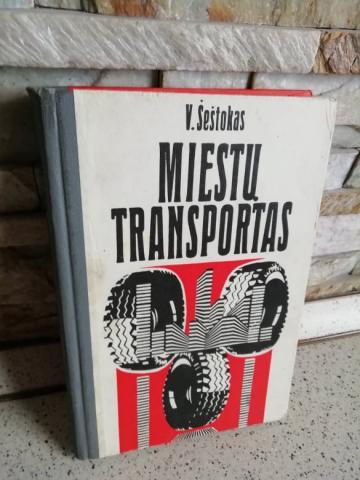 V. Šeštokas
MIESTŲ
TRANSPORTAS